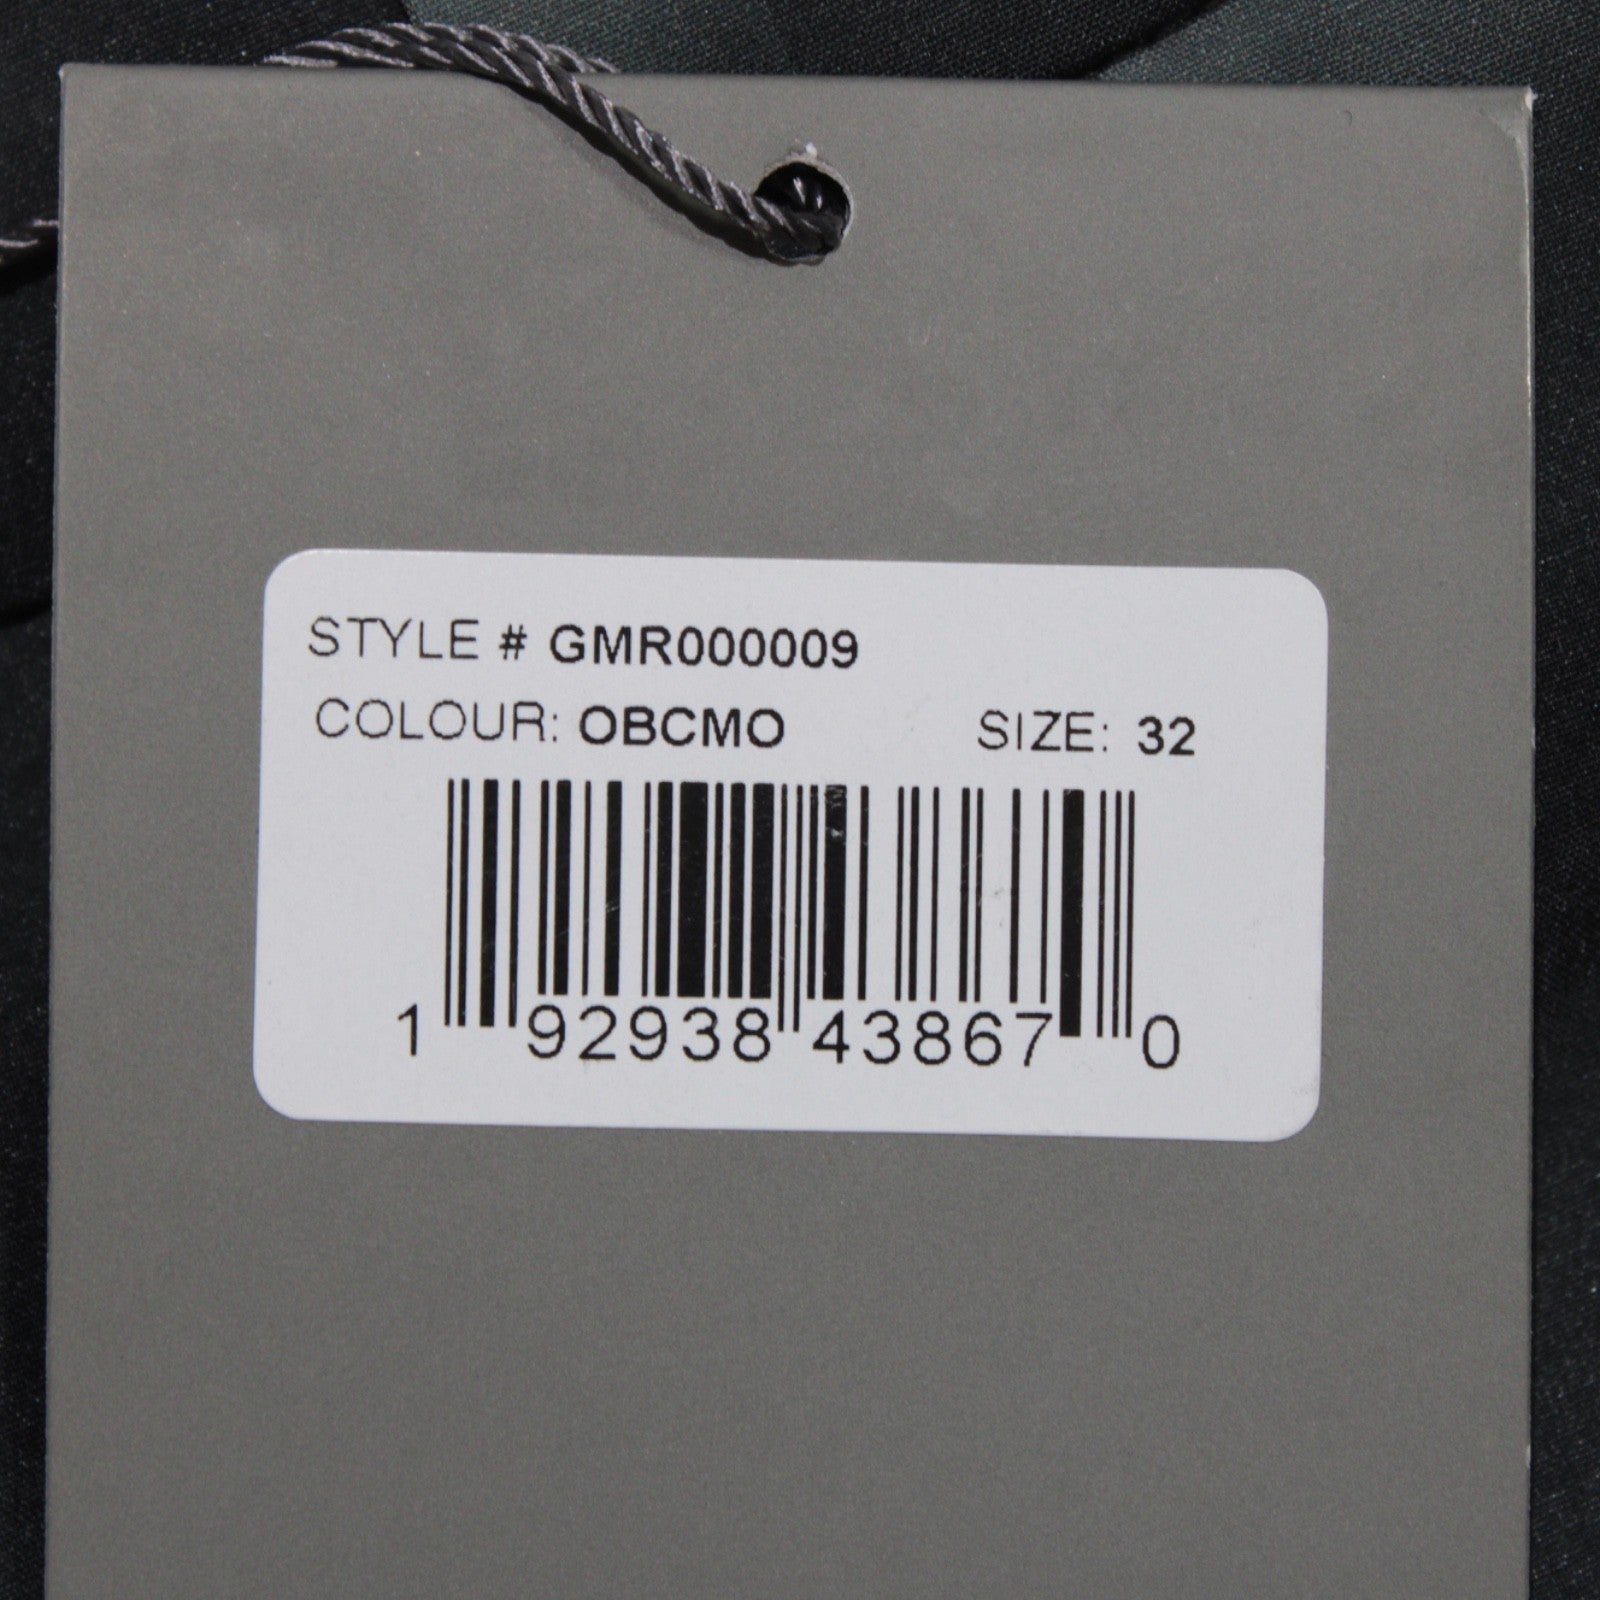 STYLE # GMR000009
COLOUR: OBCMO SIZE: 32
1 92938 43867 0